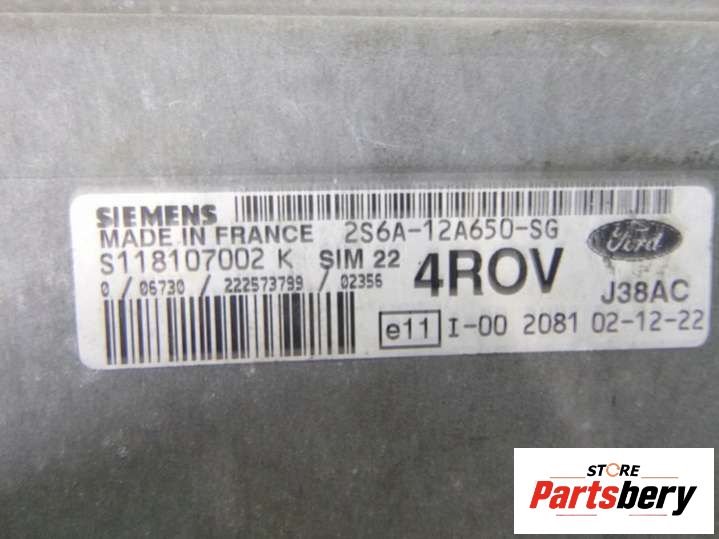 SIEMENS
MADE IN FRANCE 2S6A-12A650-SG
Ford
S118107002 K SIM 22 4ROV J38AC
0 / 06730 / 222573799 / 02356
e11 I-00 2081 02-12-22
STORE
Partsbery